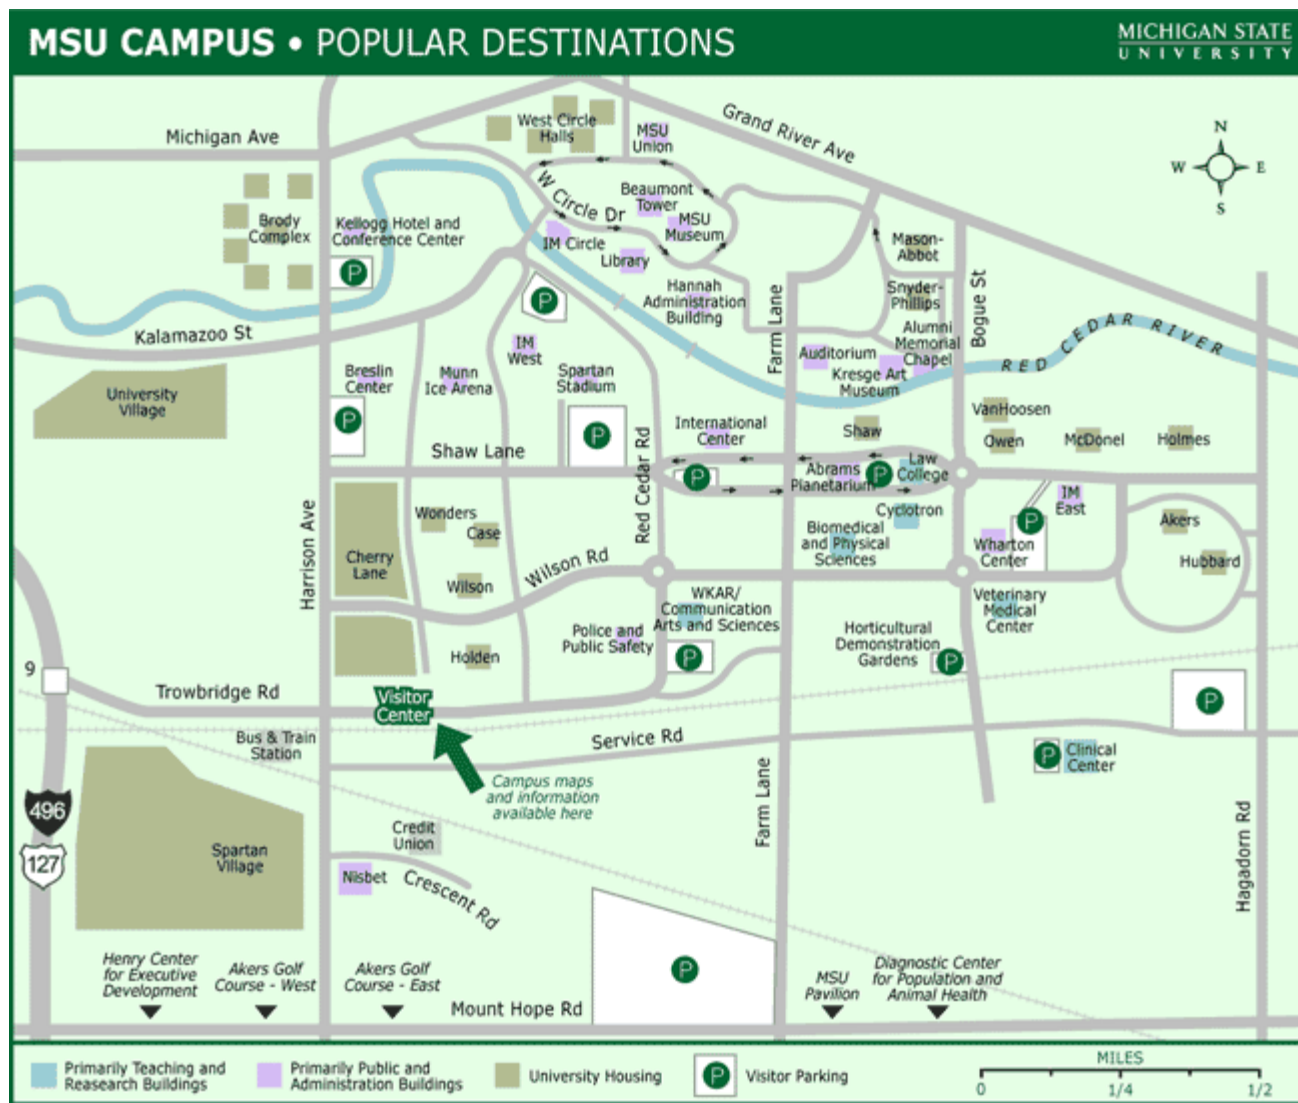 MSU CAMPUS • POPULAR DESTINATIONS
MICHIGAN STATE
UNIVERSITY
Michigan Ave
West Circle
Halls
MSU
Union
Grand River Ave
N
W
E
S
Brody
Complex
Kellogg Hotel and
Conference Center
W Circle Dr
Beaumont
Tower
MSU
Museum
IM Circle
Library
Mason-
Abbot
Hannah
Administration
Building
Snyder-
Phillips
Farm Lane
Bogue St
P
P
Kalamazoo St
IM
West
Alumni
Memorial
Chapel
Auditorium
Kresge Art
Museum
RED CEDAR RIVER
University
Village
Breslin
Center
Munn
Ice Arena
Spartan
Stadium
P
P
International
Center
Shaw
VanHoosen
Owen
McDonel
Holmes
Shaw Lane
Red Cedar Rd
P
Abrams
Planetarium
P
Law
College
Cyclotron
IM
East
P
Harrison Ave
Wonders
Case
Cherry
Lane
Wilson
Wilson Rd
Biomedical
and Physical
Sciences
Wharton
Center
Akers
Hubbard
WKAR/
Communication
Arts and Sciences
Veterinary
Medical
Center
Police and
Public Safety
P
Horticultural
Demonstration
Gardens
P
Holden
9
Trowbridge Rd
Visitor
Center
P
Bus & Train
Station
Service Rd
P
Clinical
Center
Campus maps
and information
available here
496
127
Farm Lane
Hagadorn Rd
Credit
Union
Spartan
Village
Nisbet
Crescent Rd
Henry Center
for Executive
Development
Akers Golf
Course - West
Akers Golf
Course - East
P
MSU
Pavilion
Diagnostic Center
for Population and
Animal Health
Mount Hope Rd
Primarily Teaching and
Reasearch Buildings
Primarily Public and
Administration Buildings
University Housing
P
Visitor Parking
MILES
0
1/4
1/2